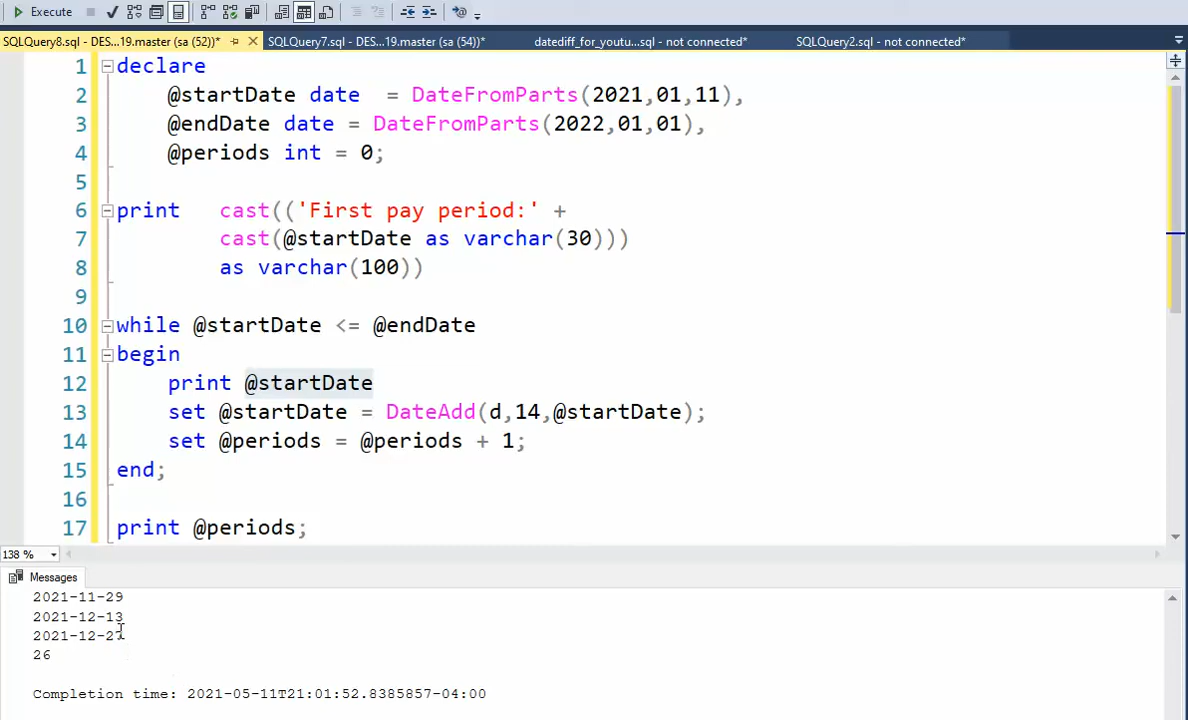 Execute
SQLQuery8.sql - DES...19.master (sa (52))*
SQLQuery7.sql - DES...19.master (sa (54))*
datediff_for_youtu...sql - not connected*
SQLQuery2.sql - not connected*
1 declare
2 @startDate date = DateFromParts(2021,01,11),
3 @endDate date = DateFromParts(2022,01,01),
4 @periods int = 0;
5
6 print cast(('First pay period:' +
7 cast(@startDate as varchar(30)))
8 as varchar(100))
9
10 while @startDate <= @endDate
11 begin
12 print @startDate
13 set @startDate = DateAdd(d,14,@startDate);
14 set @periods = @periods + 1;
15 end;
16
17 print @periods;
138 %
Messages
2021-11-29
2021-12-13
2021-12-27
26
Completion time: 2021-05-11T21:01:52.8385857-04:00